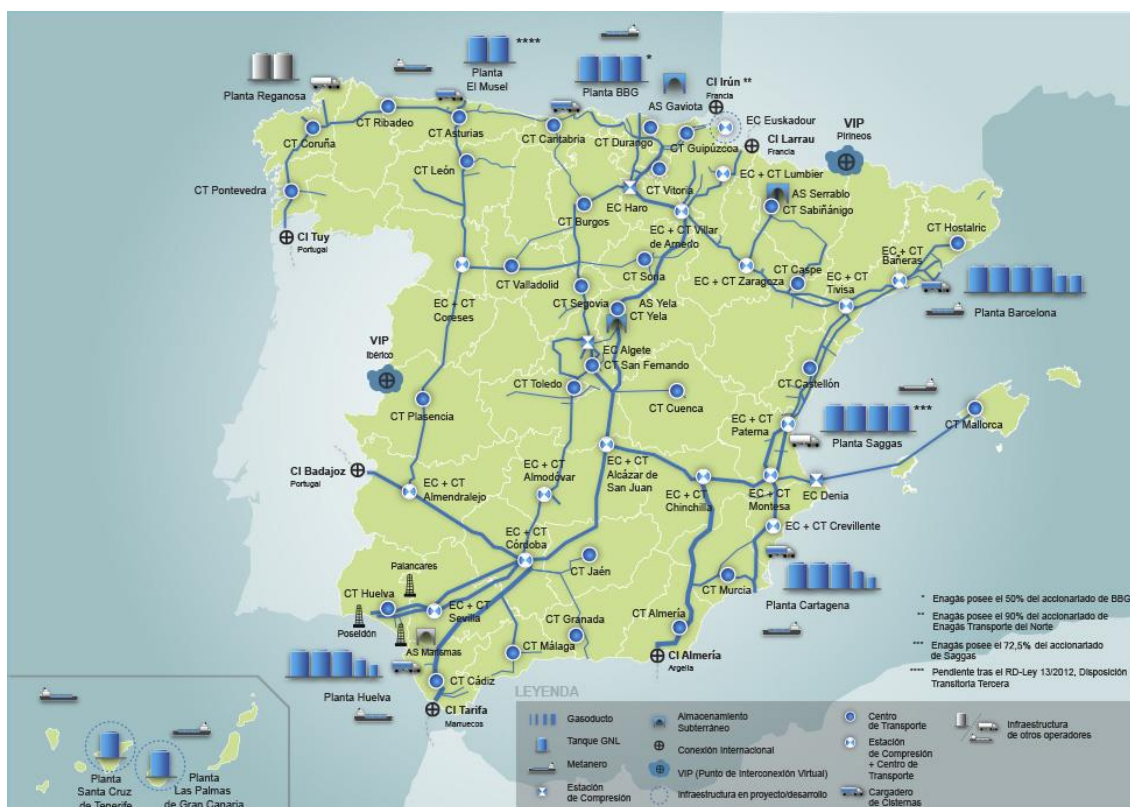 Planta Reganosa
Planta
El Musel
****
Planta BBG
*
AS Gaviota
CI Irún **
Francia
EC Euskadour
CI Larrau
Francia
VIP
Pirineos
CT Coruña
CT Ribadeo
CT Asturias
CT Cantabria
CT Durango
CT Guipúzcoa
CT Pontevedra
CT León
CT Burgos
EC Haro
CT Vitoria
EC + CT Lumbier
AS Serrablo
CT Sabiñánigo
CT Hostalric
CI Tuy
Portugal
EC + CT Villar
de Arnedo
EC + CT
Bañeras
CT Valladolid
CT Soria
EC + CT Zaragoza
CT Caspe
EC + CT
Tivisa
Planta Barcelona
EC + CT
Coreses
CT Segovia
AS Yela
CT Yela
VIP
Ibérico
EC Algete
CT San Fernando
CT Toledo
CT Cuenca
CT Castellón
CT Plasencia
EC + CT
Paterna
Planta Saggas
***
CT Mallorca
CI Badajoz
Portugal
EC + CT
Almendralejo
EC + CT
Almodóvar
EC + CT
Alcázar de
San Juan
EC + CT
Chinchilla
EC + CT
Montesa
EC Denia
EC + CT Crevillente
EC + CT
Córdoba
Palancares
CT Jaén
CT Murcia
Planta Cartagena
CT Huelva
Poseidón
EC + CT
Sevilla
CT Granada
CT Almería
AS Marismas
CT Málaga
CI Almería
Argelia
Planta Huelva
CT Cádiz
CI Tarifa
Marruecos
Planta
Santa Cruz
de Tenerife
Planta
Las Palmas
de Gran Canaria
* Enagás posee el 50% del accionariado de BBG
** Enagás posee el 90% del accionariado de
Enagás Transporte del Norte
*** Enagás posee el 72,5% del accionariado
de Saggas
**** Pendiente tras el RD-Ley 13/2012, Disposición
Transitoria Tercera
LEYENDA
Gasoducto
Tanque GNL
Metanero
Estación
de Compresión
Almacenamiento
Subterráneo
Conexión Internacional
VIP (Punto de Interconexión Virtual)
Infraestructura en proyecto/desarrollo
Centro
de Transporte
Estación
de Compresión
+ Centro de
Transporte
Cargadero
de Cisternas
Infraestructura
de otros operadores